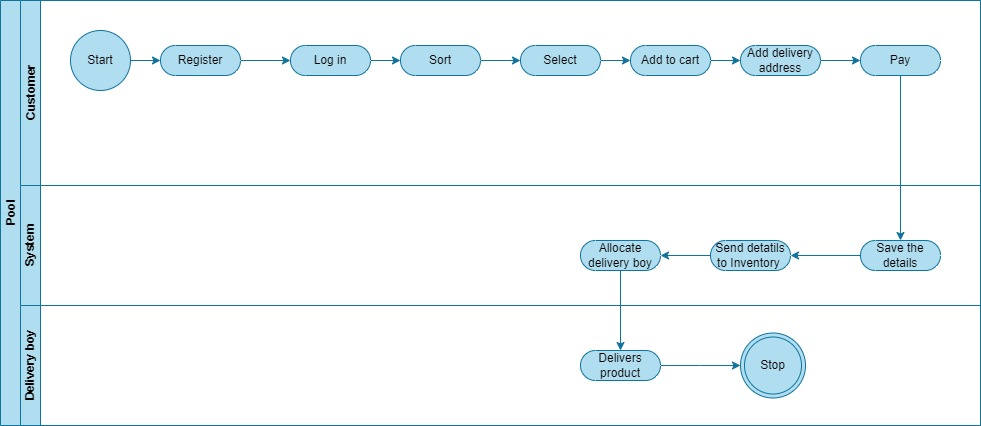 Pool
Customer
Start
Register
Log in
Sort
Select
Add to cart
Add delivery
address
Pay
System
Allocate
delivery boy
Send detatils
to Inventory
Save the
details
Delivery boy
Delivers
product
Stop